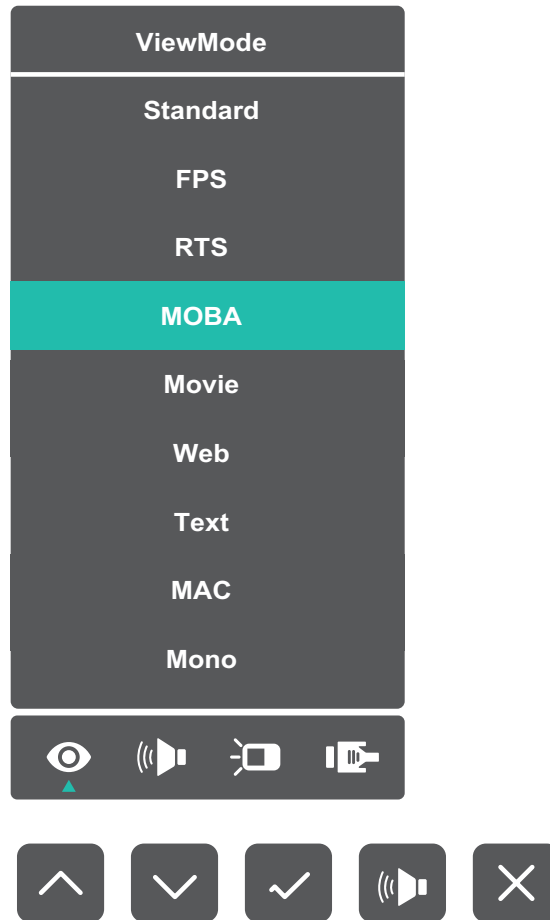 ViewMode
Standard
FPS
RTS
MOBA
Movie
Web
Text
MAC
Mono